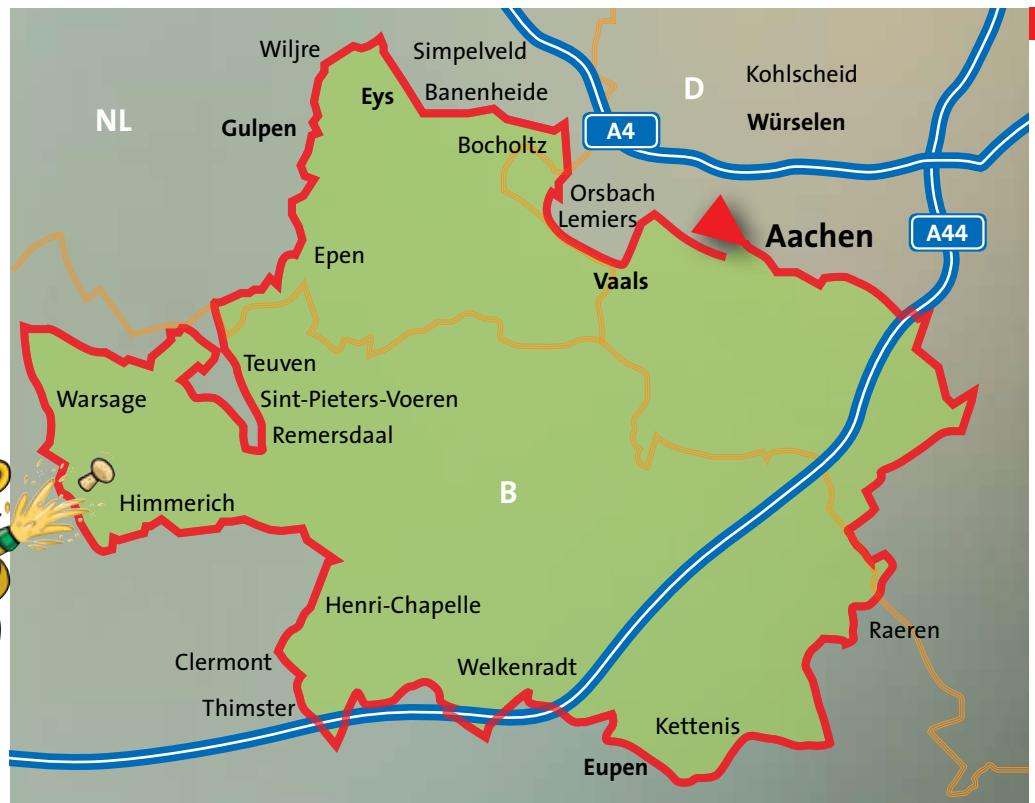 Wiljre
Simpelveld
D
Kohlscheid
NL
Eys
Banenheide
Gulpen
A4
Würselen
Bocholtz
Orsbach
Lemiers
Aachen
A44
Epen
Vaals
Teuven
Warsage
Sint-Pieters-Voeren
Remersdaal
Himmerich
B
Henri-Chapelle
Raeren
Clermont
Welkenradt
Thimster
Kettenis
Eupen